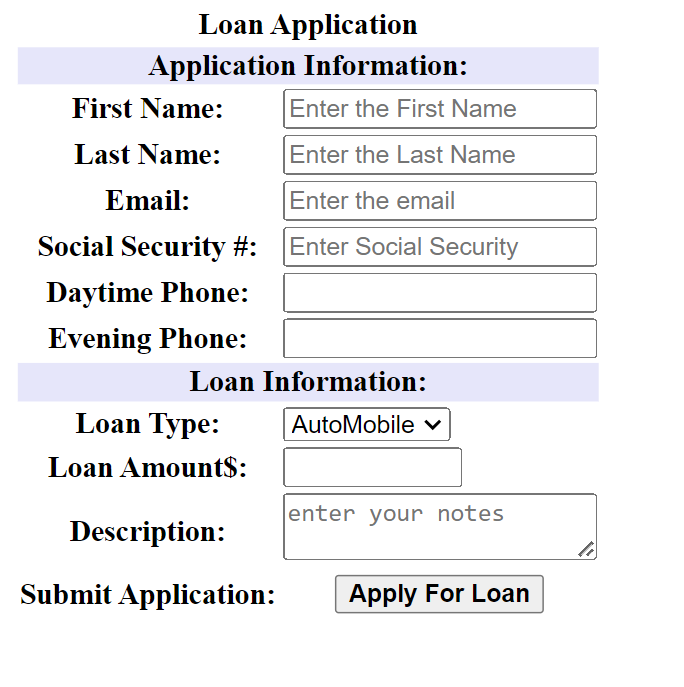 Loan Application
Application Information:
First Name: Enter the First Name
Last Name: Enter the Last Name
Email: Enter the email
Social Security #: Enter Social Security
Daytime Phone:
Evening Phone:
Loan Information:
Loan Type: AutoMobile
Loan Amount$:
Description: enter your notes
Submit Application: Apply For Loan